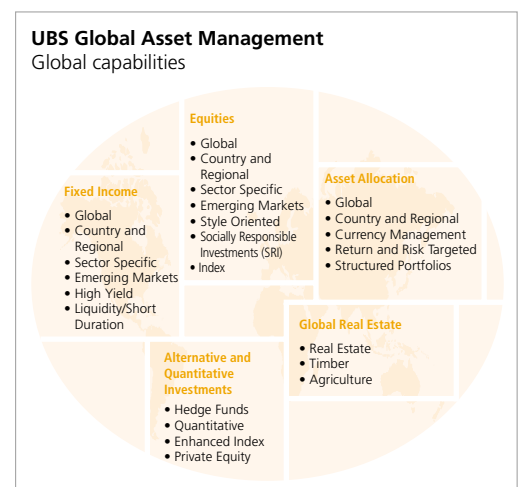 UBS Global Asset Management
Global capabilities
Equities
• Global
• Country and
Regional
• Sector Specific
• Emerging Markets
• Style Oriented
• Socially Responsible
Investments (SRI)
• Index
Fixed Income
• Global
• Country and
Regional
• Sector Specific
• Emerging Markets
• High Yield
• Liquidity/Short
Duration
Asset Allocation
• Global
• Country and Regional
• Currency Management
• Return and Risk Targeted
• Structured Portfolios
Global Real Estate
• Real Estate
• Timber
• Agriculture
Alternative and
Quantitative
Investments
• Hedge Funds
• Quantitative
• Enhanced Index
• Private Equity